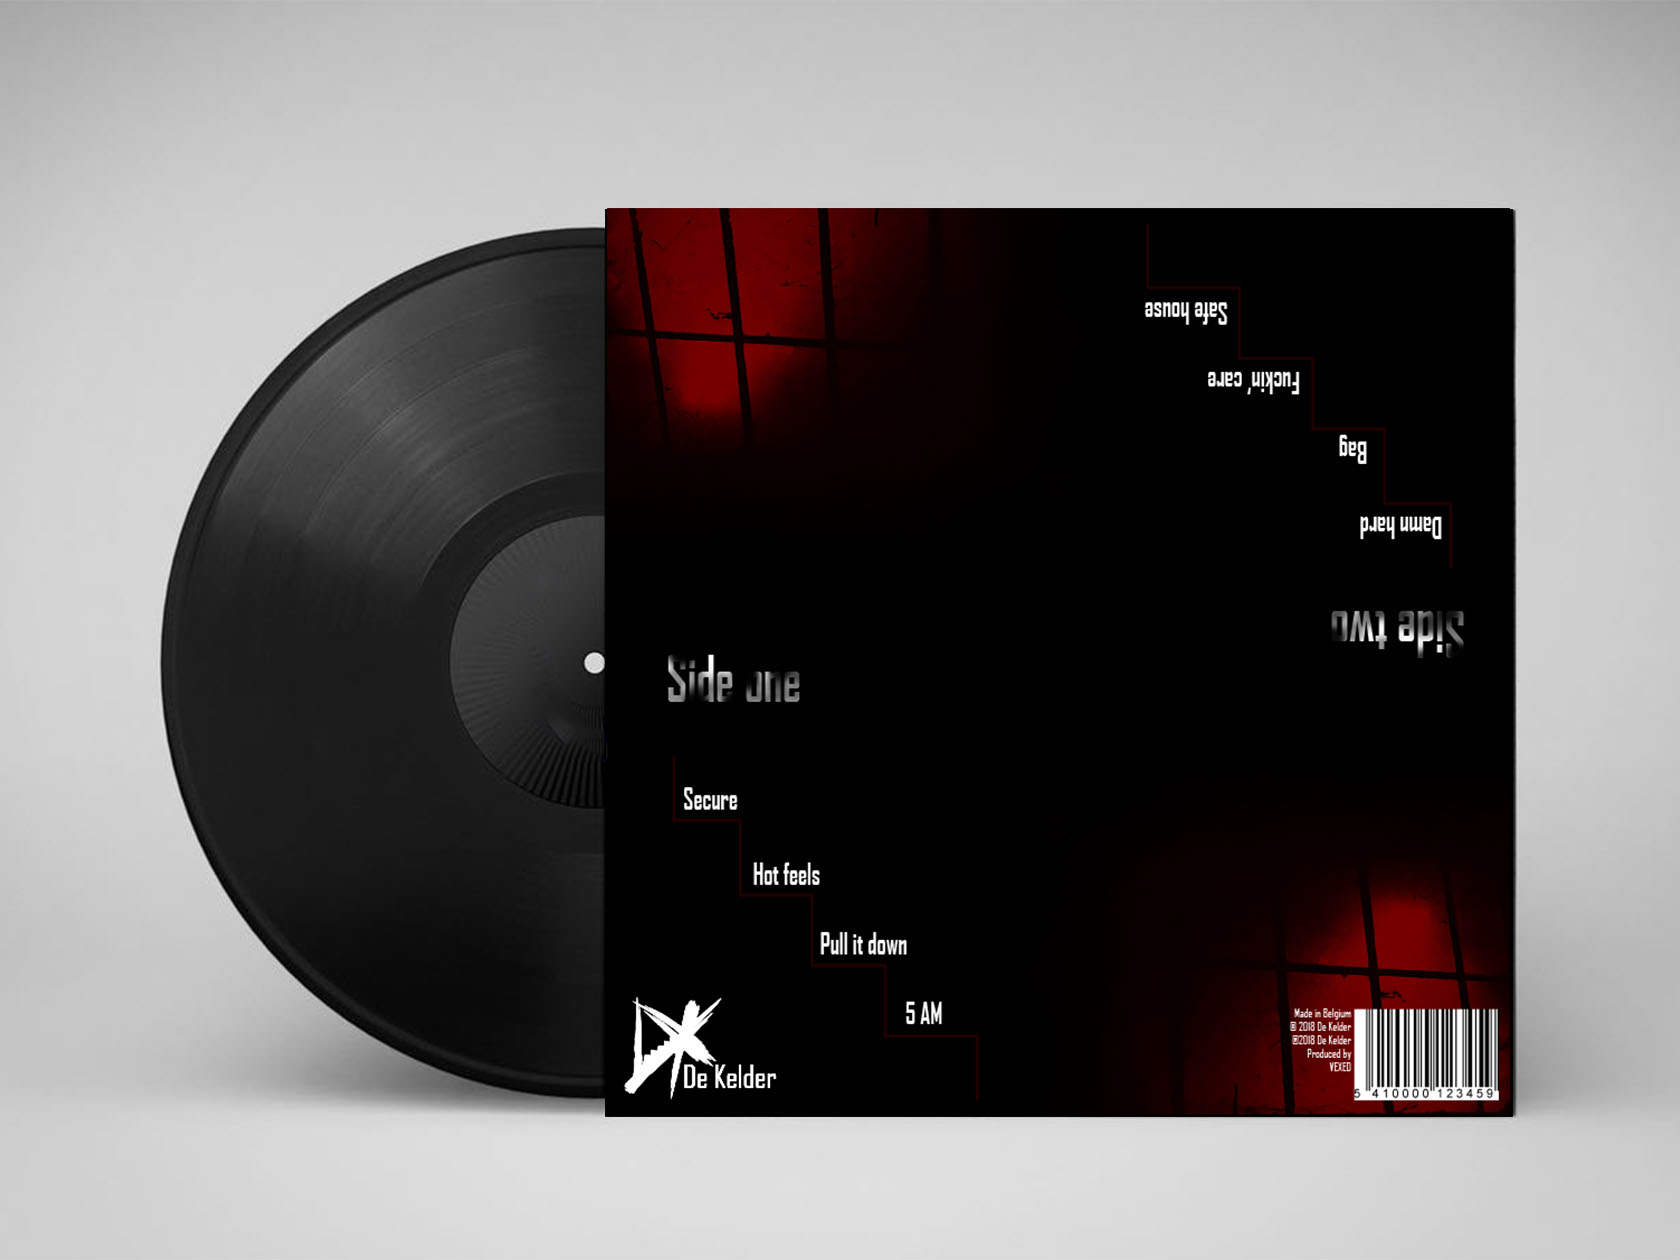 Side one
Secure
Hot feels
Pull it down
5 AM
De Kelder
Side two
Damn hard
Bag
Fuckin' care
Safe house
Made in Belgium
℗ 2018 De Kelder
©2018 De Kelder
Produced by
VEXED
5 410000 123459